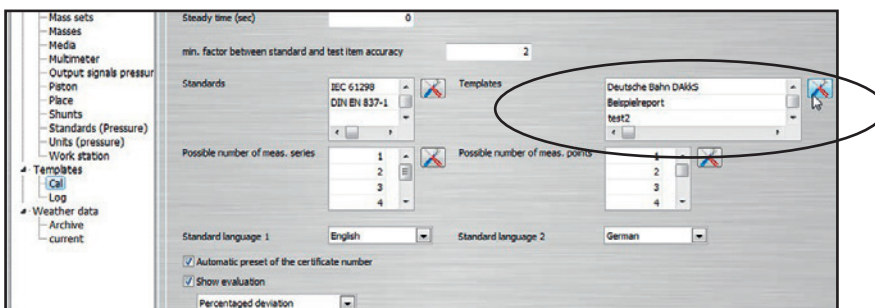 Mass sets
Masses
Media
Multimeter
Output signals pressur
Piston
Place
Shunts
Standards (Pressure)
Units (pressure)
Work station
Templates
Cal
Log
Weather data
Archive
current
Steady time (sec) 0
min. factor between standard and test item accuracy 2
Standards
IEC 61298
DIN EN 837-1
Templates
Deutsche Bahn DAkkS
Beispielreport
test2
Possible number of meas. series
1
2
3
4
Possible number of meas. points
1
2
3
4
Standard language 1 English
Standard language 2 German
Automatic preset of the certificate number
Show evaluation
Percentaged deviation